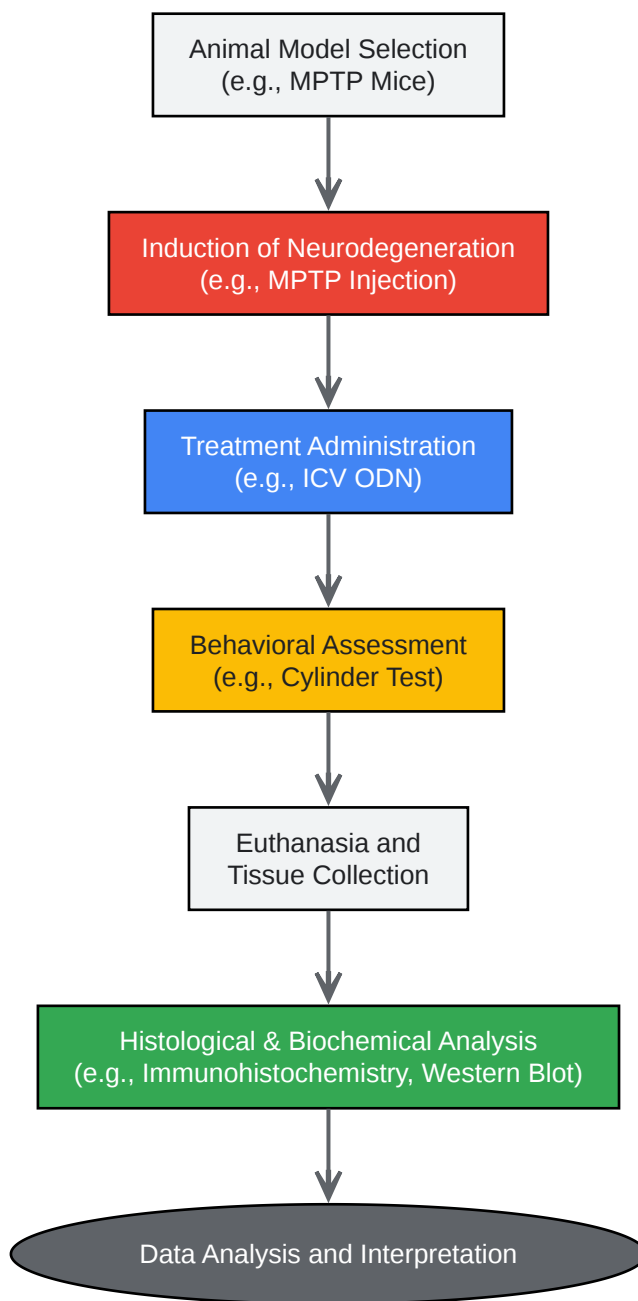 Animal Model Selection
(e.g., MPTP Mice)
Induction of Neurodegeneration
(e.g., MPTP Injection)
Treatment Administration
(e.g., ICV ODN)
Behavioral Assessment
(e.g., Cylinder Test)
Euthanasia and
Tissue Collection
Histological & Biochemical Analysis
(e.g., Immunohistochemistry, Western Blot)
Data Analysis and Interpretation